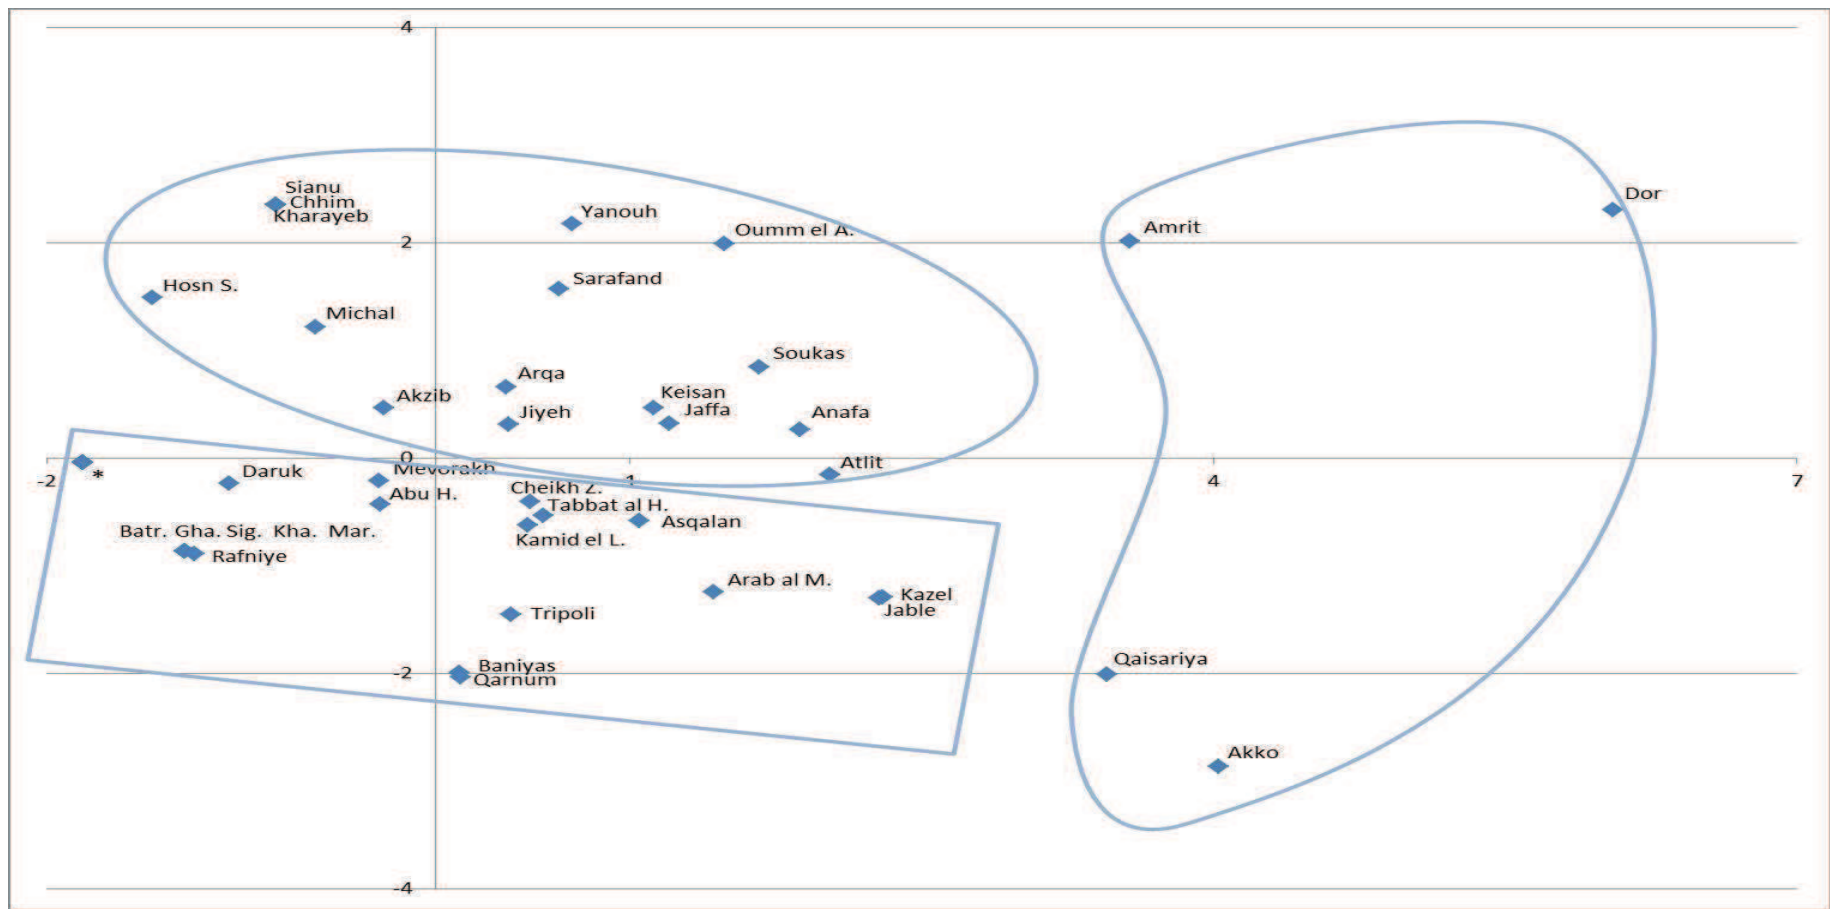 4
Sianu
Chhim
Kharayeb
Yanouh
Dor
Oumm el A.
Amrit
2
Sarafand
Hosn S.
Michal
Soukas
Arqa
Akzib
Keisan
Jiyeh
Jaffa
Anafa
0
Atlit
*
Daruk
Mevorakh
-2
1
4
7
Abu H.
Cheikh Z.
Tabbat al H.
Asqalan
Batr. Gha. Sig. Kha. Mar.
Kamid el L.
Rafniye
Arab al M.
Kazel
Jable
Tripoli
Baniyas
Qarnum
Qaisariya
-2
Akko
-4